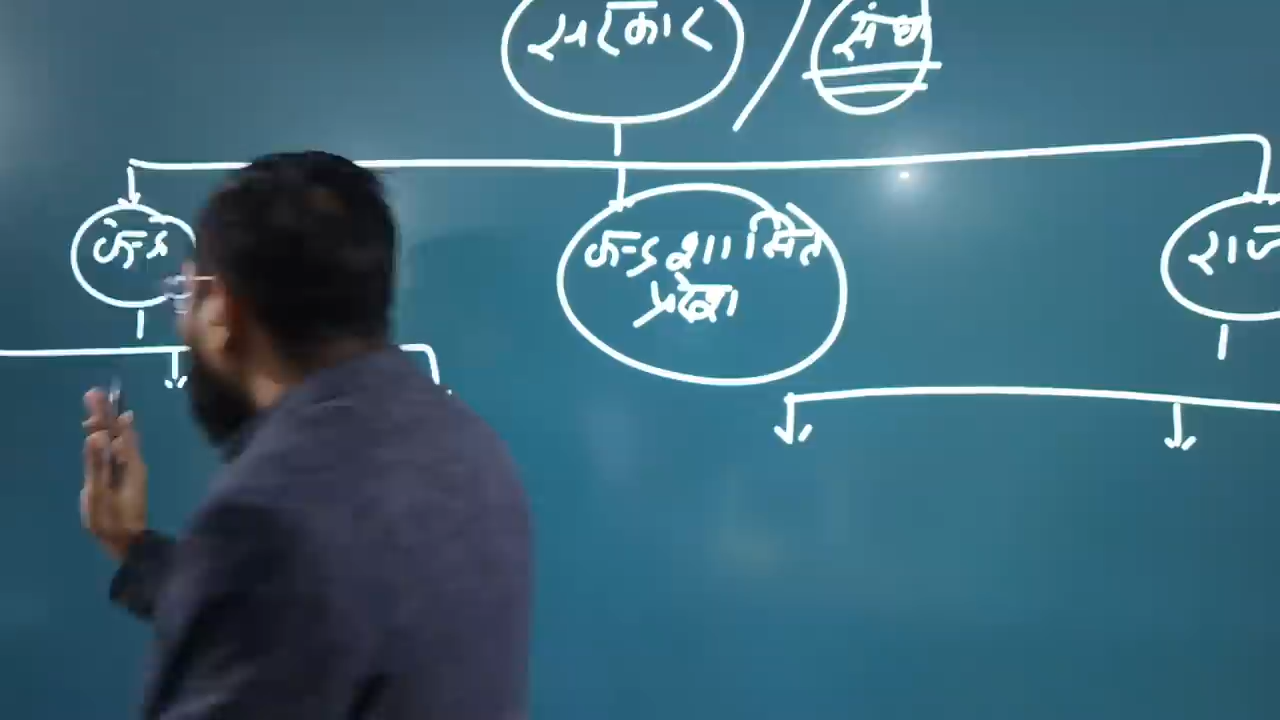 सरकार / संघ
केन्द्र
केन्द्र शासित
प्रदेश
राज